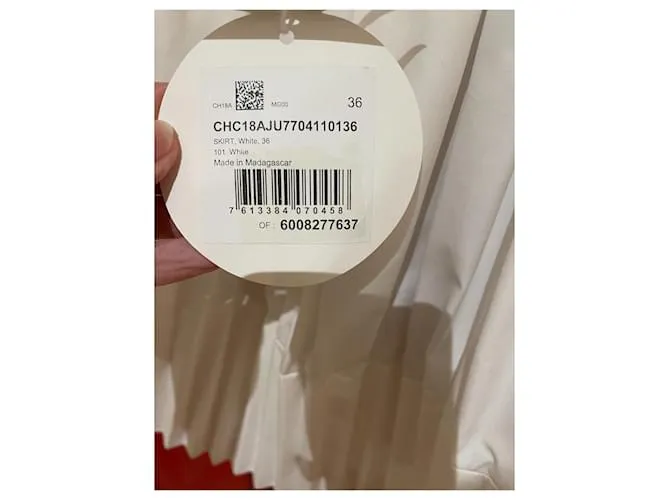 CH18A MG00 36
CHC18AJU7704110136
SKIRT, White, 36
101 White
Made in Madagascar
7 613384 070458
OF : 6008277637